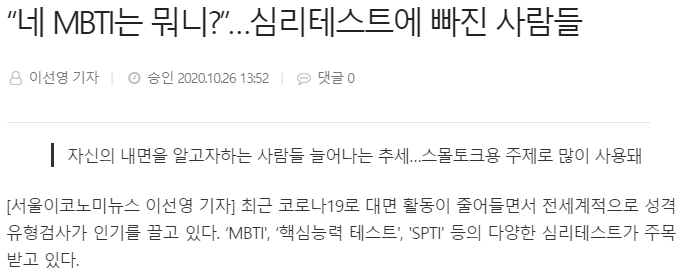 “네 MBTI는 뭐니?”...심리테스트에 빠진 사람들
이선영 기자 승인 2020.10.26 13:52 댓글 0
자신의 내면을 알고자하는 사람들 늘어나는 추세...스몰토크용 주제로 많이 사용돼
[서울이코노미뉴스 이선영 기자] 최근 코로나19로 대면 활동이 줄어들면서 전세계적으로 성격
유형검사가 인기를 끌고 있다. ‘MBTI', ‘핵심능력 테스트', 'SPTI' 등의 다양한 심리테스트가 주목
받고 있다.